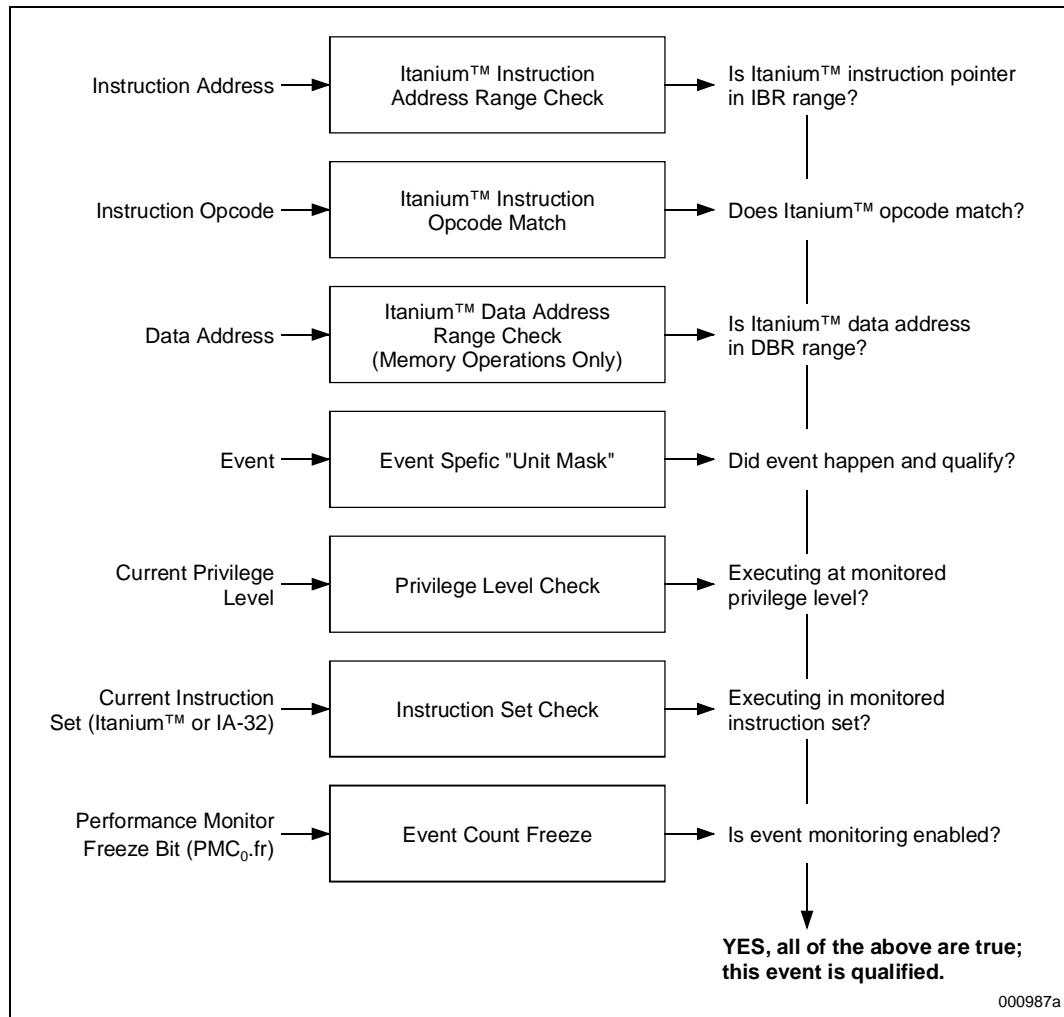 Instruction Address
Itanium™ Instruction
Address Range Check
Is Itanium™ instruction pointer
in IBR range?
Instruction Opcode
Itanium™ Instruction
Opcode Match
Does Itanium™ opcode match?
Data Address
Itanium™ Data Address
Range Check
(Memory Operations Only)
Is Itanium™ data address
in DBR range?
Event
Event Spefic "Unit Mask"
Did event happen and qualify?
Current Privilege
Level
Privilege Level Check
Executing at monitored
privilege level?
Current Instruction
Set (Itanium™ or IA-32)
Instruction Set Check
Executing in monitored
instruction set?
Performance Monitor
Freeze Bit (PMC₀.fr)
Event Count Freeze
Is event monitoring enabled?
YES, all of the above are true;
this event is qualified.
000987a